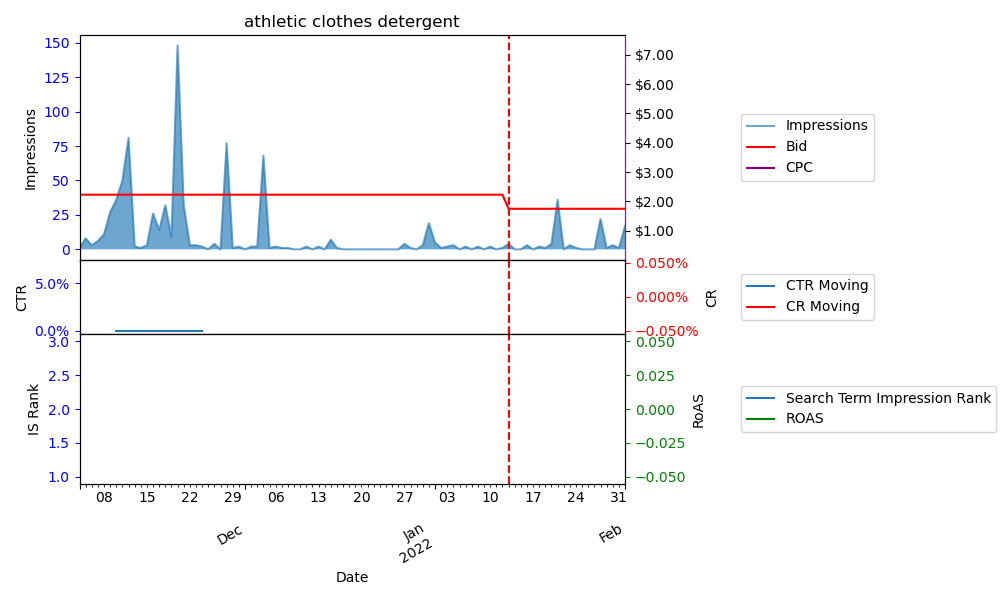 athletic clothes detergent
150
125
100
75
50
25
0
Impressions
$7.00
$6.00
$5.00
$4.00
$3.00
$2.00
$1.00
Impressions
Bid
CPC
5.0%
0.0%
CTR
0.050%
0.000%
−0.050%
CR
CTR Moving
CR Moving
3.0
2.5
2.0
1.5
1.0
IS Rank
0.050
0.025
0.000
−0.025
−0.050
RoAS
Search Term Impression Rank
ROAS
08 15 22 29 06 13 20 27 03 10 17 24 31
Dec Jan Feb
2022
Date